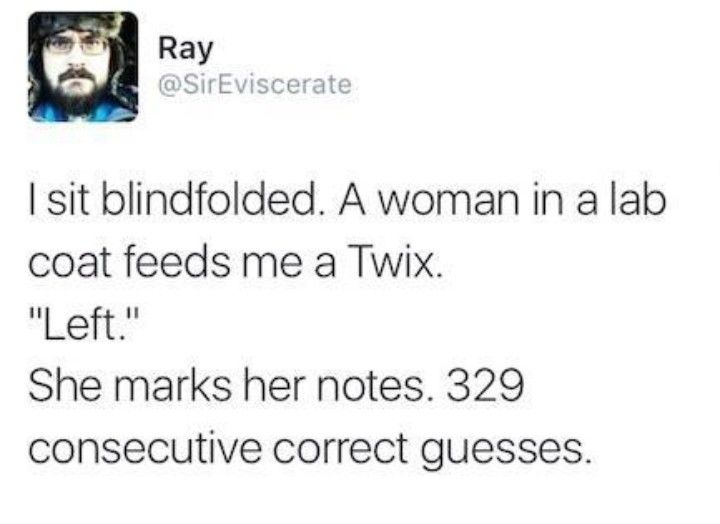 Ray
@SirEviscerate
I sit blindfolded. A woman in a lab
coat feeds me a Twix.
"Left."
She marks her notes. 329
consecutive correct guesses.